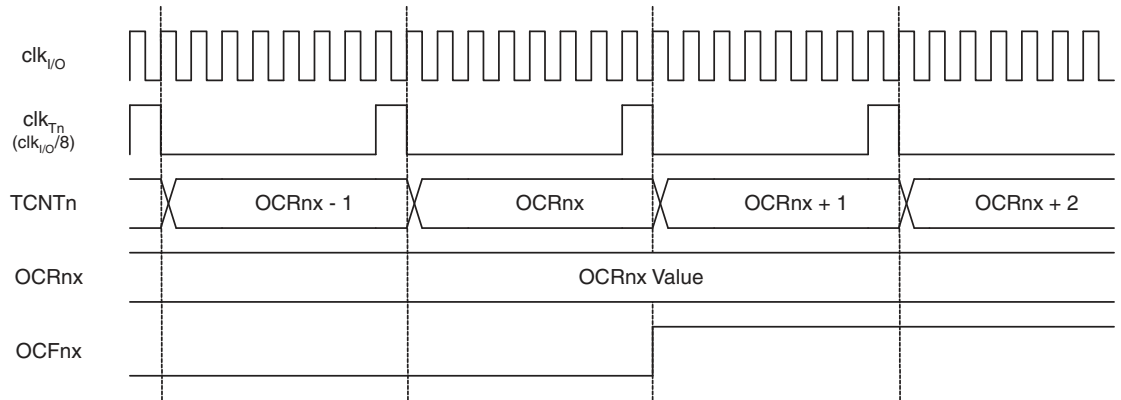 clkI/O
clkTn
(clkI/O/8)
TCNTn
OCRnx - 1
OCRnx
OCRnx + 1
OCRnx + 2
OCRnx
OCRnx Value
OCFnx